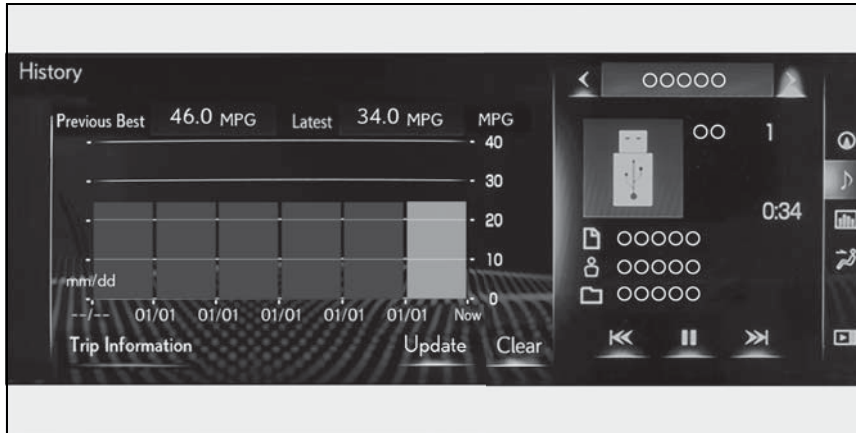 History
Previous Best 46.0 MPG Latest 34.0 MPG MPG
40
30
20
10
0
mm/dd
--/-- 01/01 01/01 01/01 01/01 01/01 Now
Trip Information Update Clear
OOOOO
OO 1
0:34
OOOOO
OOOOO
OOOOO